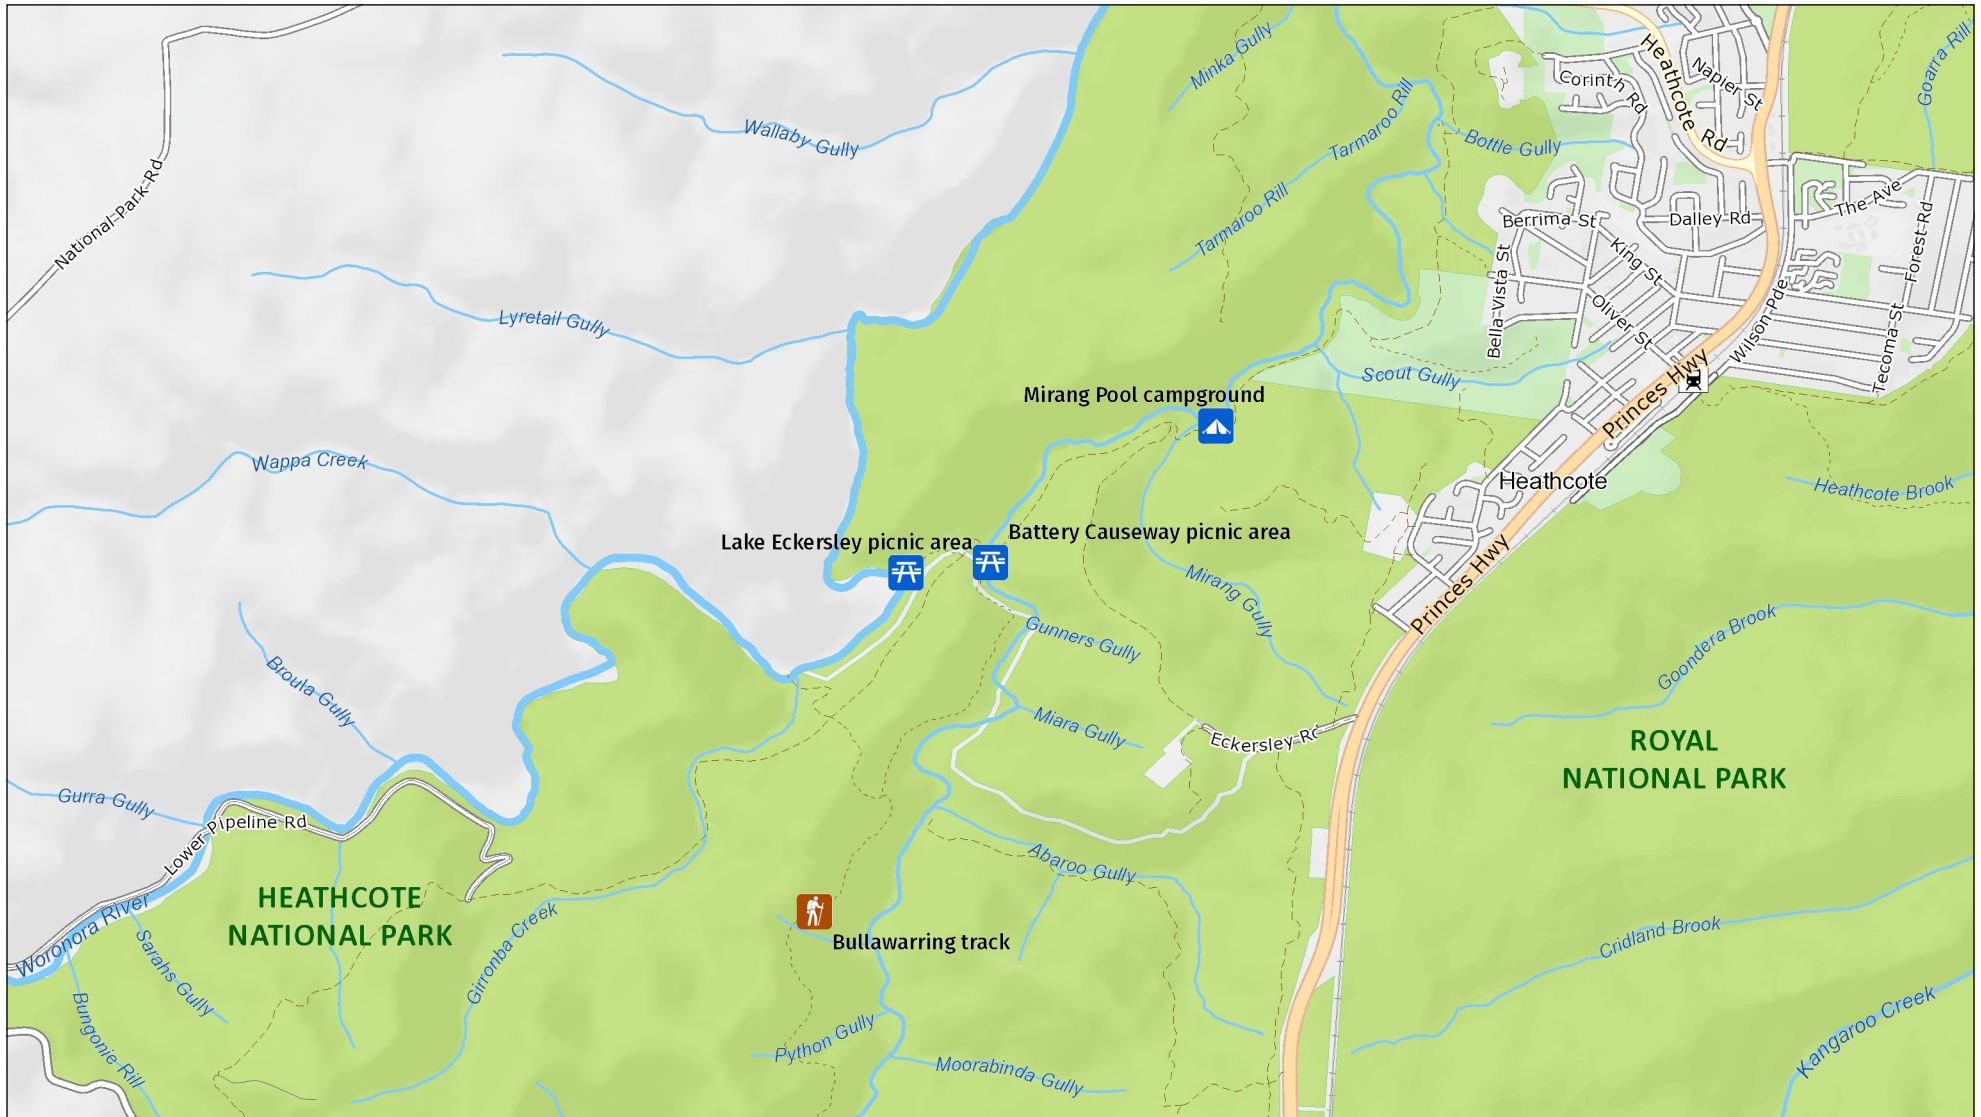 Minka Gully
Heathcote Rd
Napier St
Corinth Rd
Goarra Rill
Wallaby Gully
Tarmaroo Rill
Bottle Gully
National Park Rd
Tarmaroo Rill
Berrima St
Dalley Rd
The Ave
Forest Rd
King St
Bella Vista St
Oliver St
Wilson Pde
Tecoma St
Lyretail Gully
Scout Gully
Princes Hwy
Mirang Pool campground
Wappa Creek
Heathcote
Heathcote Brook
Lake Eckersley picnic area
Battery Causeway picnic area
Mirang Gully
Princes Hwy
Gunners Gully
Goondera Brook
Broula Gully
Miara Gully
Eckersley Rd
ROYAL
NATIONAL PARK
Gurra Gully
Lower Pipeline Rd
Abaroo Gully
HEATHCOTE
NATIONAL PARK
Woronora River
Sarahs Gully
Girronba Creek
Bullawarring track
Cridland Brook
Bungonie Rill
Python Gully
Moorabinda Gully
Kangaroo Creek